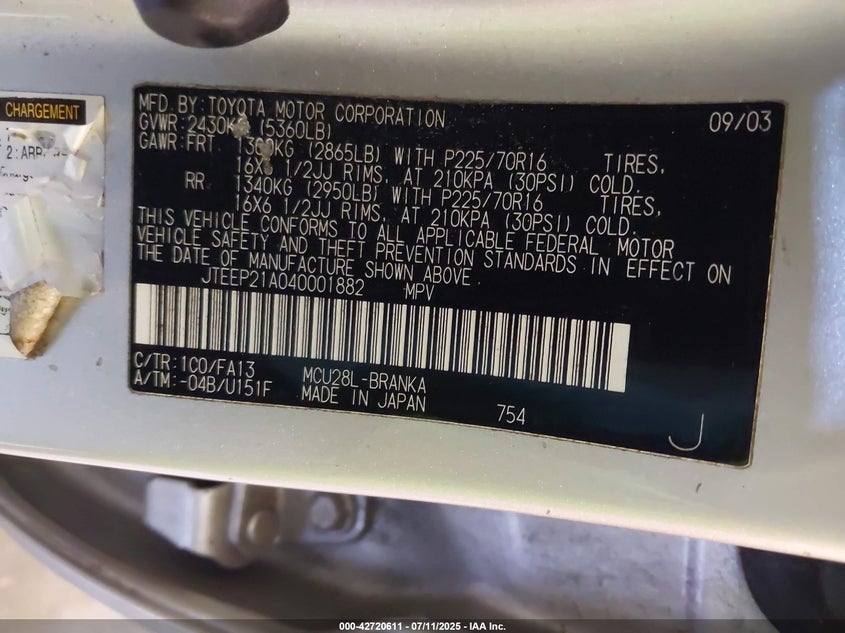 CHARGEMENT
2:
MFD.BY:TOYOTA MOTOR CORPORATION 09/03
GVWR:2430KG (5360LB)
GAWR:FRT 1300KG (2865LB) WITH P225/70R16 TIRES,
16X6 1/2JJ RIMS, AT 210KPA (30PSI) COLD.
RR 1340KG (2950LB) WITH P225/70R16 TIRES,
16X6 1/2JJ RIMS, AT 210KPA (30PSI) COLD.
THIS VEHICLE CONFORMS TO ALL APPLICABLE FEDERAL MOTOR
VEHICLE SAFETY AND THEFT PREVENTION STANDARDS IN EFFECT ON
THE DATE OF MANUFACTURE SHOWN ABOVE.
JTEEP21A040001882 MPV
C/TR:1C0/FA13 MCU28L-BRANKA
A/TM:-04B/U151F MADE IN JAPAN 754
J
000-42720611 - 07/11/2025 - IAA Inc.